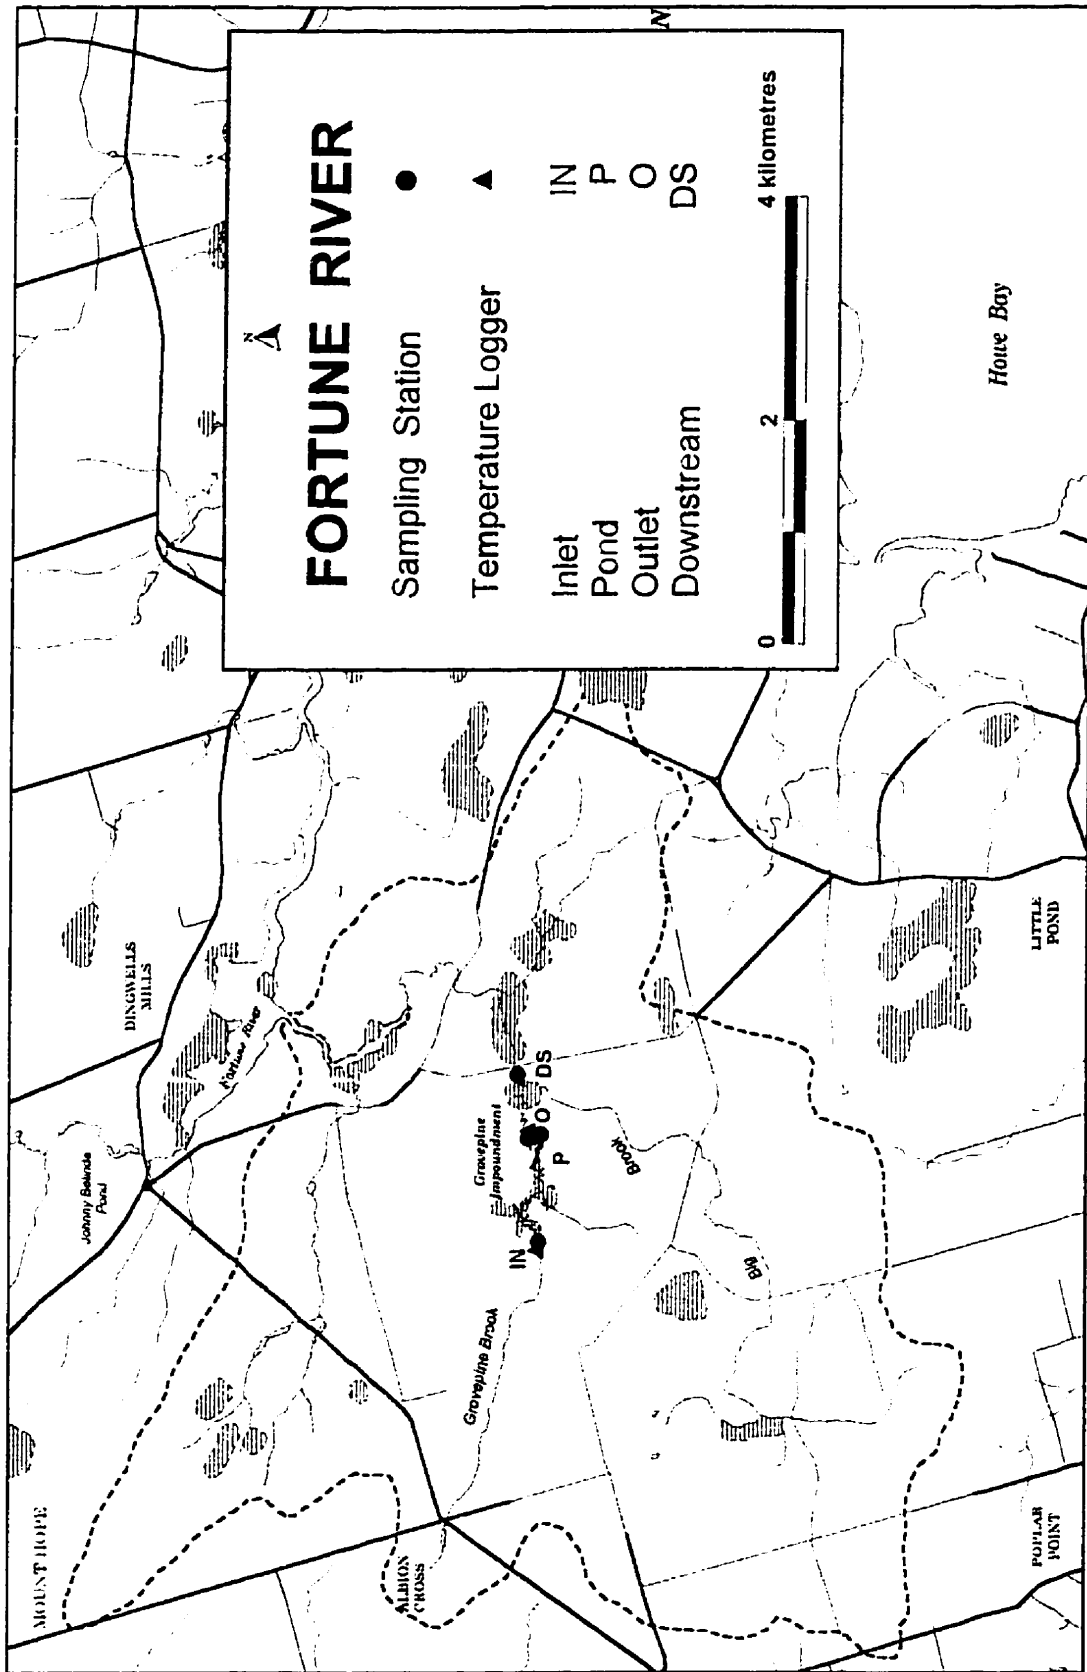 N
FORTUNE RIVER
Sampling Station
Temperature Logger
Inlet IN
Pond P
Outlet O
Downstream DS
0 2 4 kilometres
N
MOUNT HOPE
Johnny Belinda
Pond
DINGWELLS
MILLS
Fortune River
ALBION
CROSS
Grovepine Brook
Grovepine
Impoundment
IN
P
O
DS
Brook
Big
Howe Bay
POPLAR
POINT
LITTLE
POND